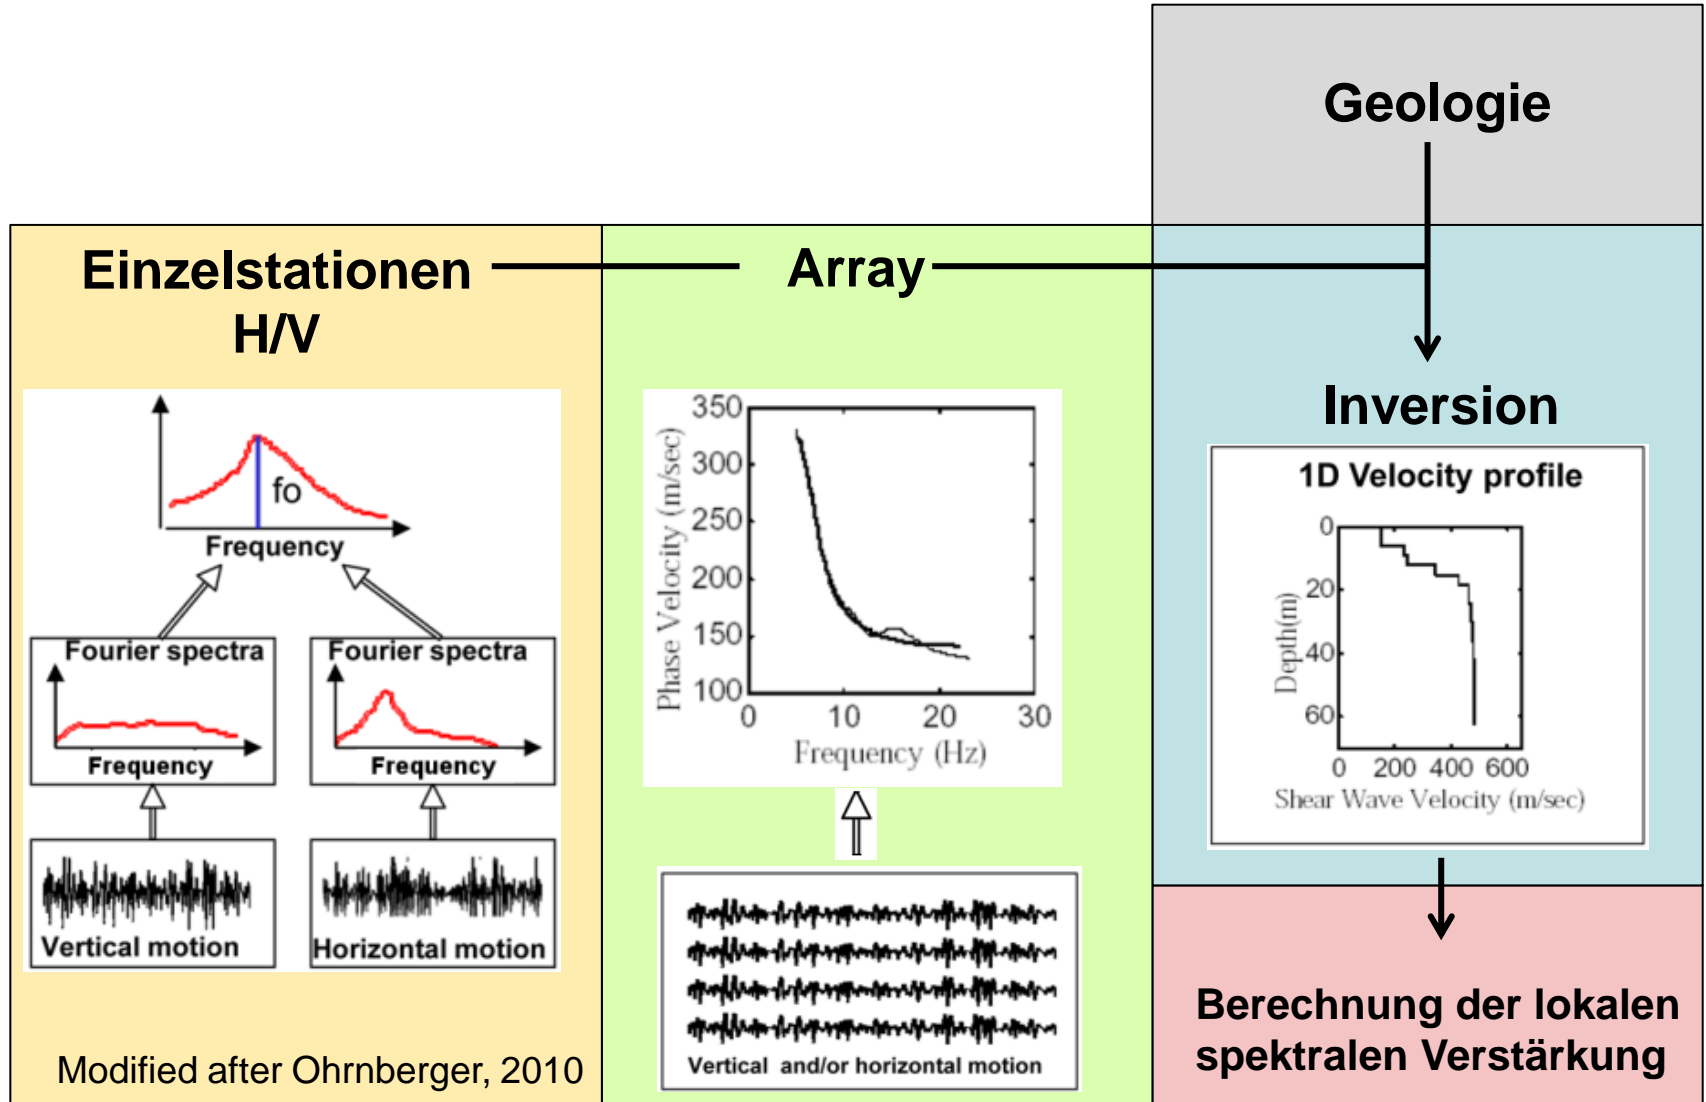 Geologie
Einzelstationen
H/V
fo
Frequency
Fourier spectra
Frequency
Fourier spectra
Frequency
Vertical motion
Horizontal motion
Modified after Ohrnberger, 2010
Array
350
300
250
200
150
100
Phase Velocity (m/sec)
0 10 20 30
Frequency (Hz)
Vertical and/or horizontal motion
Inversion
1D Velocity profile
0
20
40
60
Depth(m)
0 200 400 600
Shear Wave Velocity (m/sec)
Berechnung der lokalen
spektralen Verstärkung